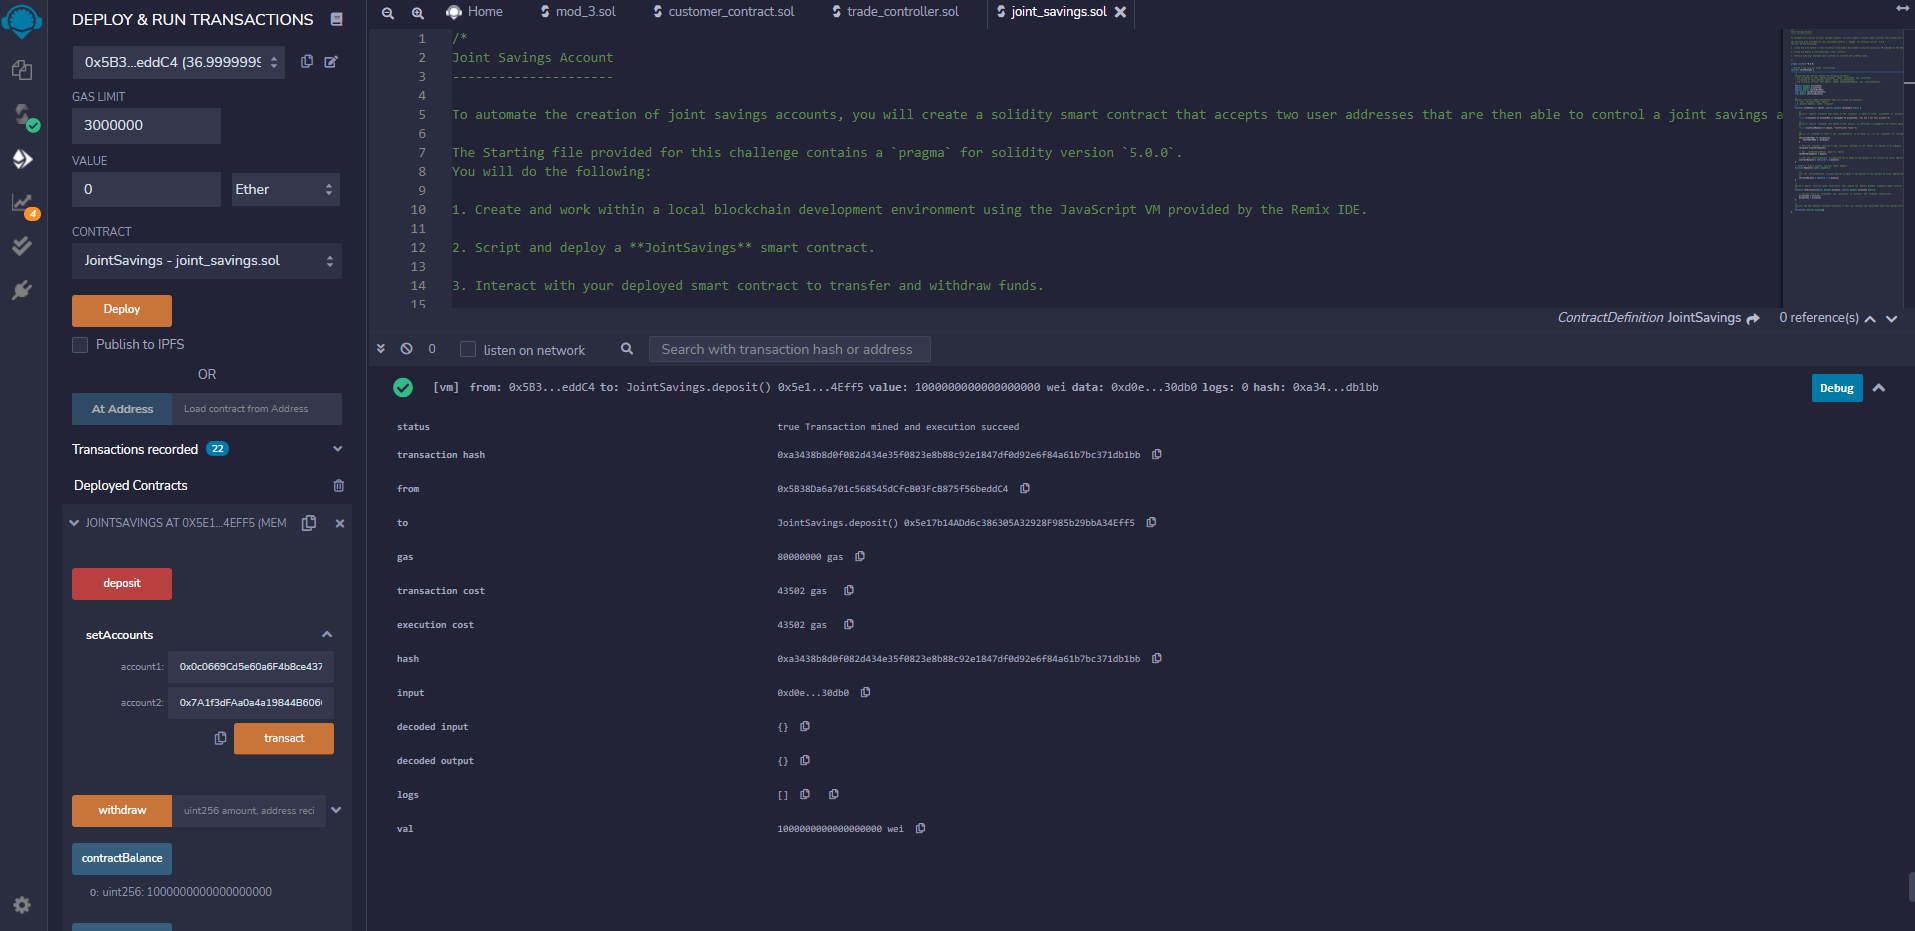 DEPLOY & RUN TRANSACTIONS
0x5B3...eddC4 (36.9999999
GAS LIMIT
3000000
VALUE
0
Ether
CONTRACT
JointSavings - joint_savings.sol
Deploy
Publish to IPFS
OR
At Address
Load contract from Address
Transactions recorded 22
Deployed Contracts
JOINTSAVINGS AT 0X5E1...4EFF5 (MEM
deposit
setAccounts
account1: 0x0c0669Cd5e60a6F4b8ce437
account2: 0x7A1f3dFAa0a4a19844B606
transact
withdraw
uint256 amount, address reci
contractBalance
0: uint256: 1000000000000000000
4
Home
mod_3.sol
customer_contract.sol
trade_controller.sol
joint_savings.sol
1 /*
2 Joint Savings Account
3 ---------------------
4
5 To automate the creation of joint savings accounts, you will create a solidity smart contract that accepts two user addresses that are then able to control a joint savings a
6
7 The Starting file provided for this challenge contains a `pragma` for solidity version `5.0.0`.
8 You will do the following:
9
10 1. Create and work within a local blockchain development environment using the JavaScript VM provided by the Remix IDE.
11
12 2. Script and deploy a **JointSavings** smart contract.
13
14 3. Interact with your deployed smart contract to transfer and withdraw funds.
15
ContractDefinition JointSavings 0 reference(s)
0
listen on network
Search with transaction hash or address
[vm] from: 0x5B3...eddC4 to: JointSavings.deposit() 0x5e1...4Eff5 value: 1000000000000000000 wei data: 0xd0e...30db0 logs: 0 hash: 0xa34...db1bb
Debug
status true Transaction mined and execution succeed
transaction hash 0xa3438b8d0f082d434e35f0823e8b88c92e1847df0d92e6f84a61b7bc371db1bb
from 0x5B38Da6a701c568545dCfcB03FcB875f56beddC4
to JointSavings.deposit() 0x5e17b14ADd6c386305A32928F985b29bbA34Eff5
gas 80000000 gas
transaction cost 43502 gas
execution cost 43502 gas
hash 0xa3438b8d0f082d434e35f0823e8b88c92e1847df0d92e6f84a61b7bc371db1bb
input 0xd0e...30db0
decoded input {}
decoded output {}
logs []
val 1000000000000000000 wei